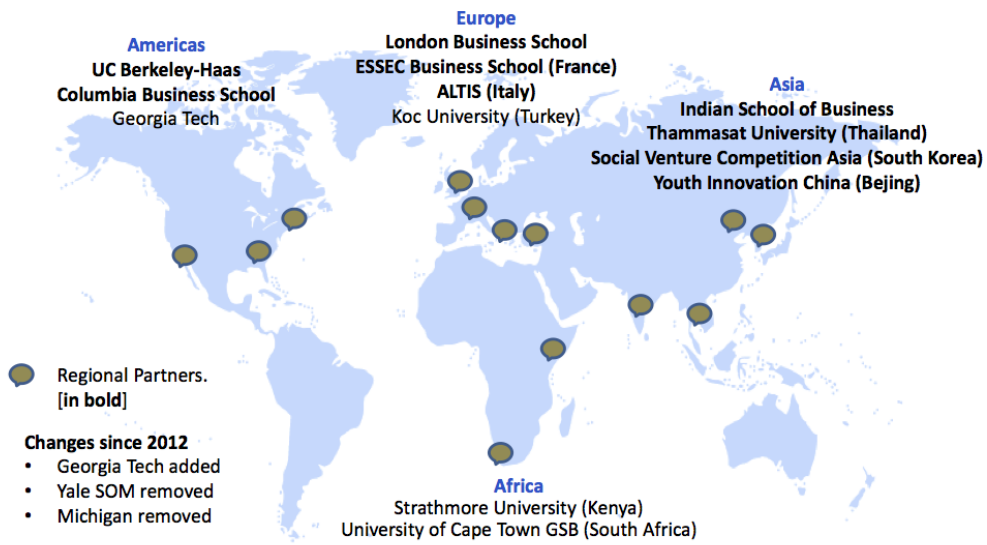 Americas
UC Berkeley-Haas
Columbia Business School
Georgia Tech
Europe
London Business School
ESSEC Business School (France)
ALTIS (Italy)
Koc University (Turkey)
Asia
Indian School of Business
Thammasat University (Thailand)
Social Venture Competition Asia (South Korea)
Youth Innovation China (Bejing)
Regional Partners.
[in bold]
Changes since 2012
• Georgia Tech added
• Yale SOM removed
• Michigan removed
Africa
Strathmore University (Kenya)
University of Cape Town GSB (South Africa)